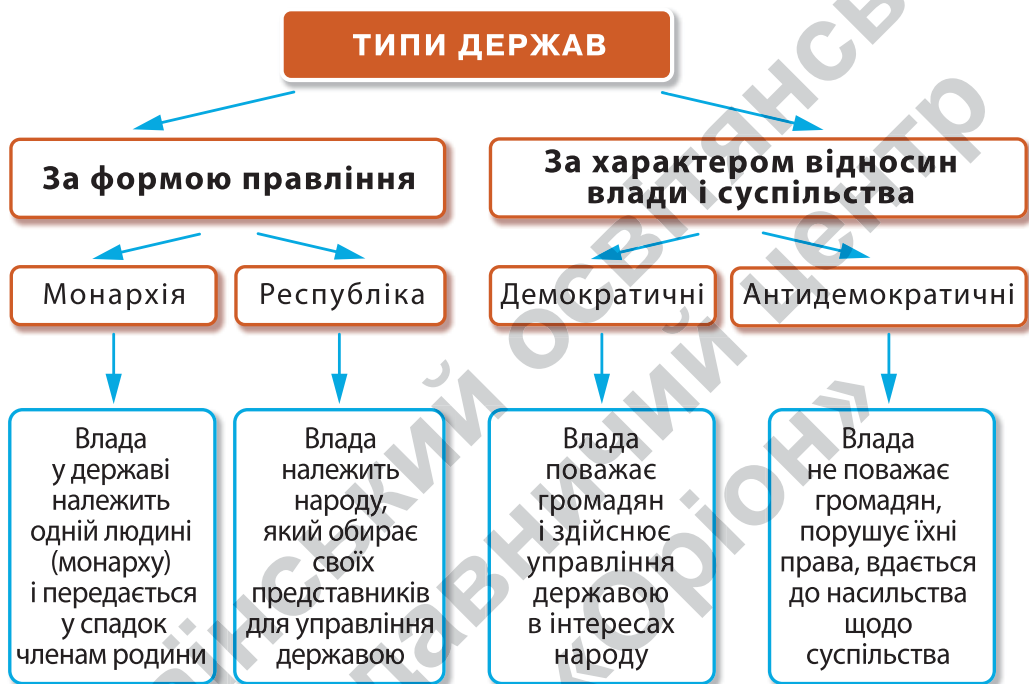 ТИПИ ДЕРЖАВ
За формою правління
За характером відносин
влади і суспільства
Монархія
Республіка
Демократичні
Антидемократичні
Влада
у державі
належить
одній людині
(монарху)
і передається
у спадок
членам родини
Влада
належить
народу,
який обирає
своїх
представників
для управління
державою
Влада
поважає
громадян
і здійснює
управління
державою
в інтересах
народу
Влада
не поважає
громадян,
порушує їхні
права, вдається
до насильства
щодо
суспільства
центр
«Оріон»